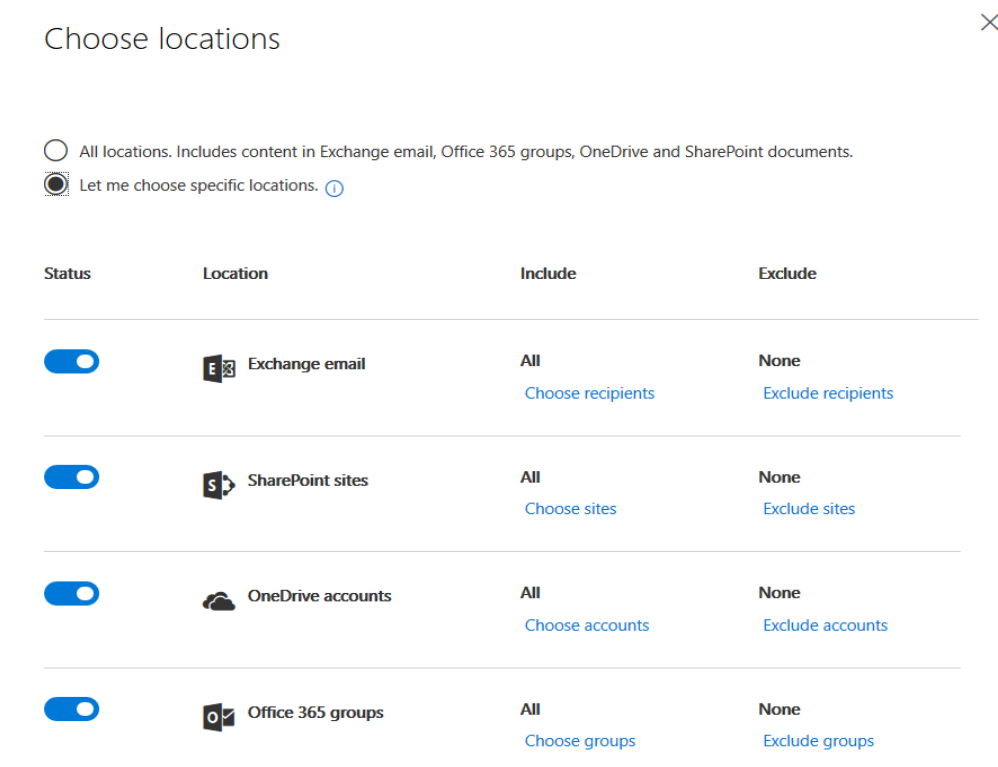 Choose locations
All locations. Includes content in Exchange email, Office 365 groups, OneDrive and SharePoint documents.
Let me choose specific locations.
Status Location Include Exclude
Exchange email All None
Choose recipients Exclude recipients
SharePoint sites All None
Choose sites Exclude sites
OneDrive accounts All None
Choose accounts Exclude accounts
Office 365 groups All None
Choose groups Exclude groups